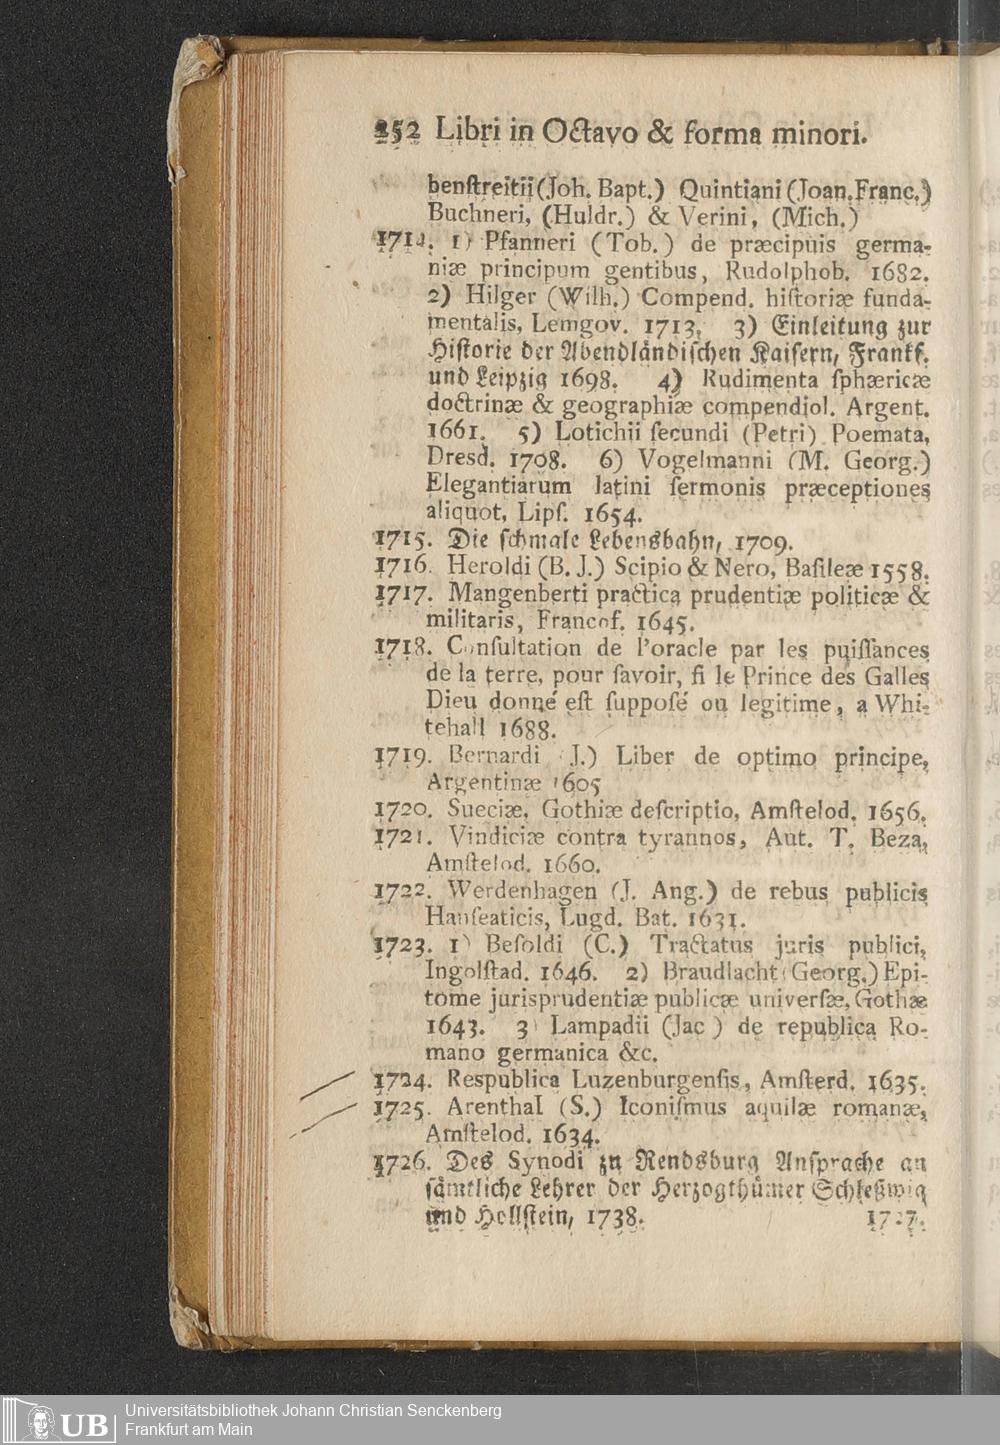 252 Libri in Octavo & forma minori.
benſtreitii (Joh. Bapt.) Quintiani (Joan. Franc.)
Buchneri, (Huldr.) & Verini, (Mich.)
1714. 1) Pfanneri (Tob.) de præcipuis germa-
niæ principum gentibus, Rudolphob. 1682.
2) Hilger (Wilh.) Compend. hiſtoriæ funda-
mentalis, Lemgov. 1713. 3) Einleitung zur
Hiſtorie der Abendländiſchen Kaiſern, Franff.
und Leipzig 1698. 4) Rudimenta ſphæricæ
doctrinæ & geographiæ compendiol. Argent.
1661. 5) Lotichii ſecundi (Petri) Poemata,
Dresd. 1708. 6) Vogelmanni (M. Georg.)
Elegantiarum latini ſermonis præceptiones
aliquot, Lipſ. 1654.
1715. Die ſchmale Lebensbahn, 1709.
1716. Heroldi (B. J.) Scipio & Nero, Baſileæ 1558.
1717. Mangenberti practica prudentiæ politicæ &
militaris, Francof. 1645.
1718. Conſultation de l'oracle par les puiſſances
de la terre, pour ſavoir, ſi le Prince des Galles
Dieu donné eſt ſuppoſé ou legitime, a Whi-
tehall 1688.
1719. Bernardi (J.) Liber de optimo principe,
Argentinæ 1605
1720. Sueciæ, Gothiæ deſcriptio, Amſtelod. 1656.
1721. Vindiciæ contra tyrannos, Aut. T. Beza,
Amſtelod. 1660.
1722. Werdenhagen (J. Ang.) de rebus publicis
Hanſeaticis, Lugd. Bat. 1631.
1723. 1) Beſoldi (C.) Tractatus juris publici,
Ingolſtad. 1646. 2) Braudlacht (Georg.) Epi-
tome jurisprudentiæ publicæ univerſæ, Gothæ
1643. 3) Lampadii (Jac) de republica Ro-
mano germanica &c.
1724. Respublica Luzenburgenſis, Amſterd. 1635.
1725. Arenthal (S.) Iconiſmus aquilæ romanæ,
Amſtelod. 1634.
1726. Des Synodi zu Rendsburg Anſprache an
ſämtliche Lehrer der Herzogthümer Schleßwig
und Hollſtein, 1738. 1727.
UB Universitätsbibliothek Johann Christian Senckenberg
Frankfurt am Main